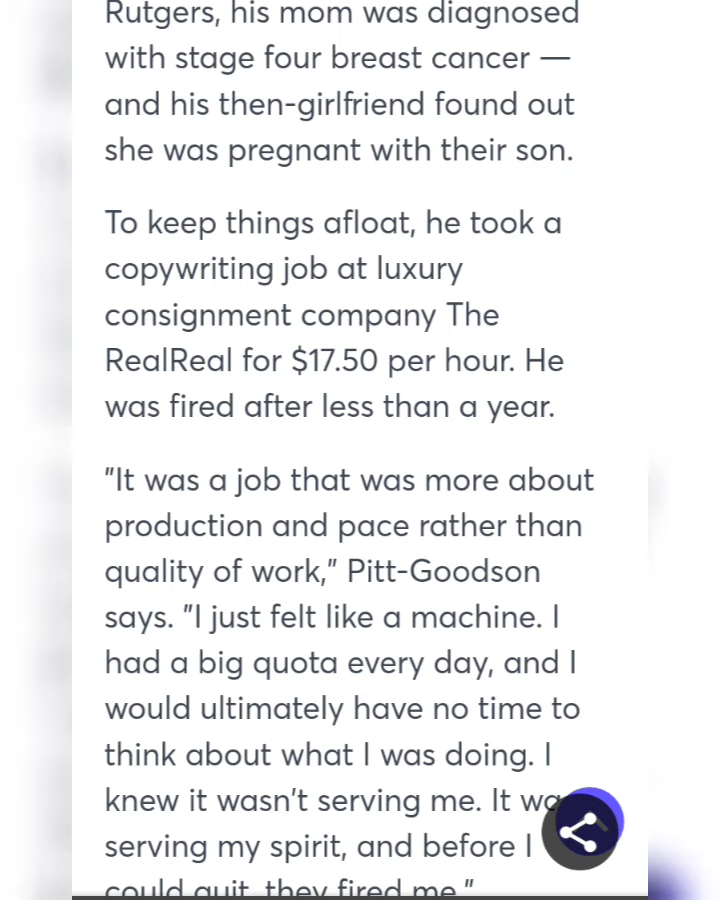 Rutgers, his mom was diagnosed
with stage four breast cancer —
and his then-girlfriend found out
she was pregnant with their son.
To keep things afloat, he took a
copywriting job at luxury
consignment company The
RealReal for $17.50 per hour. He
was fired after less than a year.
"It was a job that was more about
production and pace rather than
quality of work," Pitt-Goodson
says. "I just felt like a machine. I
had a big quota every day, and I
would ultimately have no time to
think about what I was doing. I
knew it wasn't serving me. It
serving my spirit, and before I
could quit, they fired me."